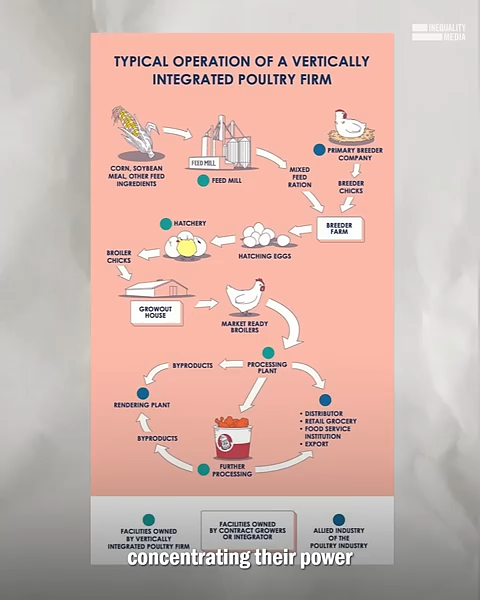 INEQUALITY
MEDIA
TYPICAL OPERATION OF A VERTICALLY
INTEGRATED POULTRY FIRM
CORN, SOYBEAN
MEAL, OTHER FEED
INGREDIENTS
FEED MILL
FEED MILL
MIXED
FEED
RATION
PRIMARY BREEDER
COMPANY
BREEDER
CHICKS
BREEDER
FARM
HATCHERY
HATCHING EGGS
BROILER
CHICKS
GROWOUT
HOUSE
MARKET READY
BROILERS
PROCESSING
PLANT
BYPRODUCTS
RENDERING PLANT
• DISTRIBUTOR
• RETAIL GROCERY
• FOOD SERVICE
INSTITUTION
• EXPORT
BYPRODUCTS
FURTHER
PROCESSING
FACILITIES OWNED
BY VERTICALLY
INTEGRATED POULTRY FIRM
FACILITIES OWNED
BY CONTRACT GROWERS
OR INTEGRATOR
ALLIED INDUSTRY
OF THE
POULTRY INDUSTRY
concentrating their power